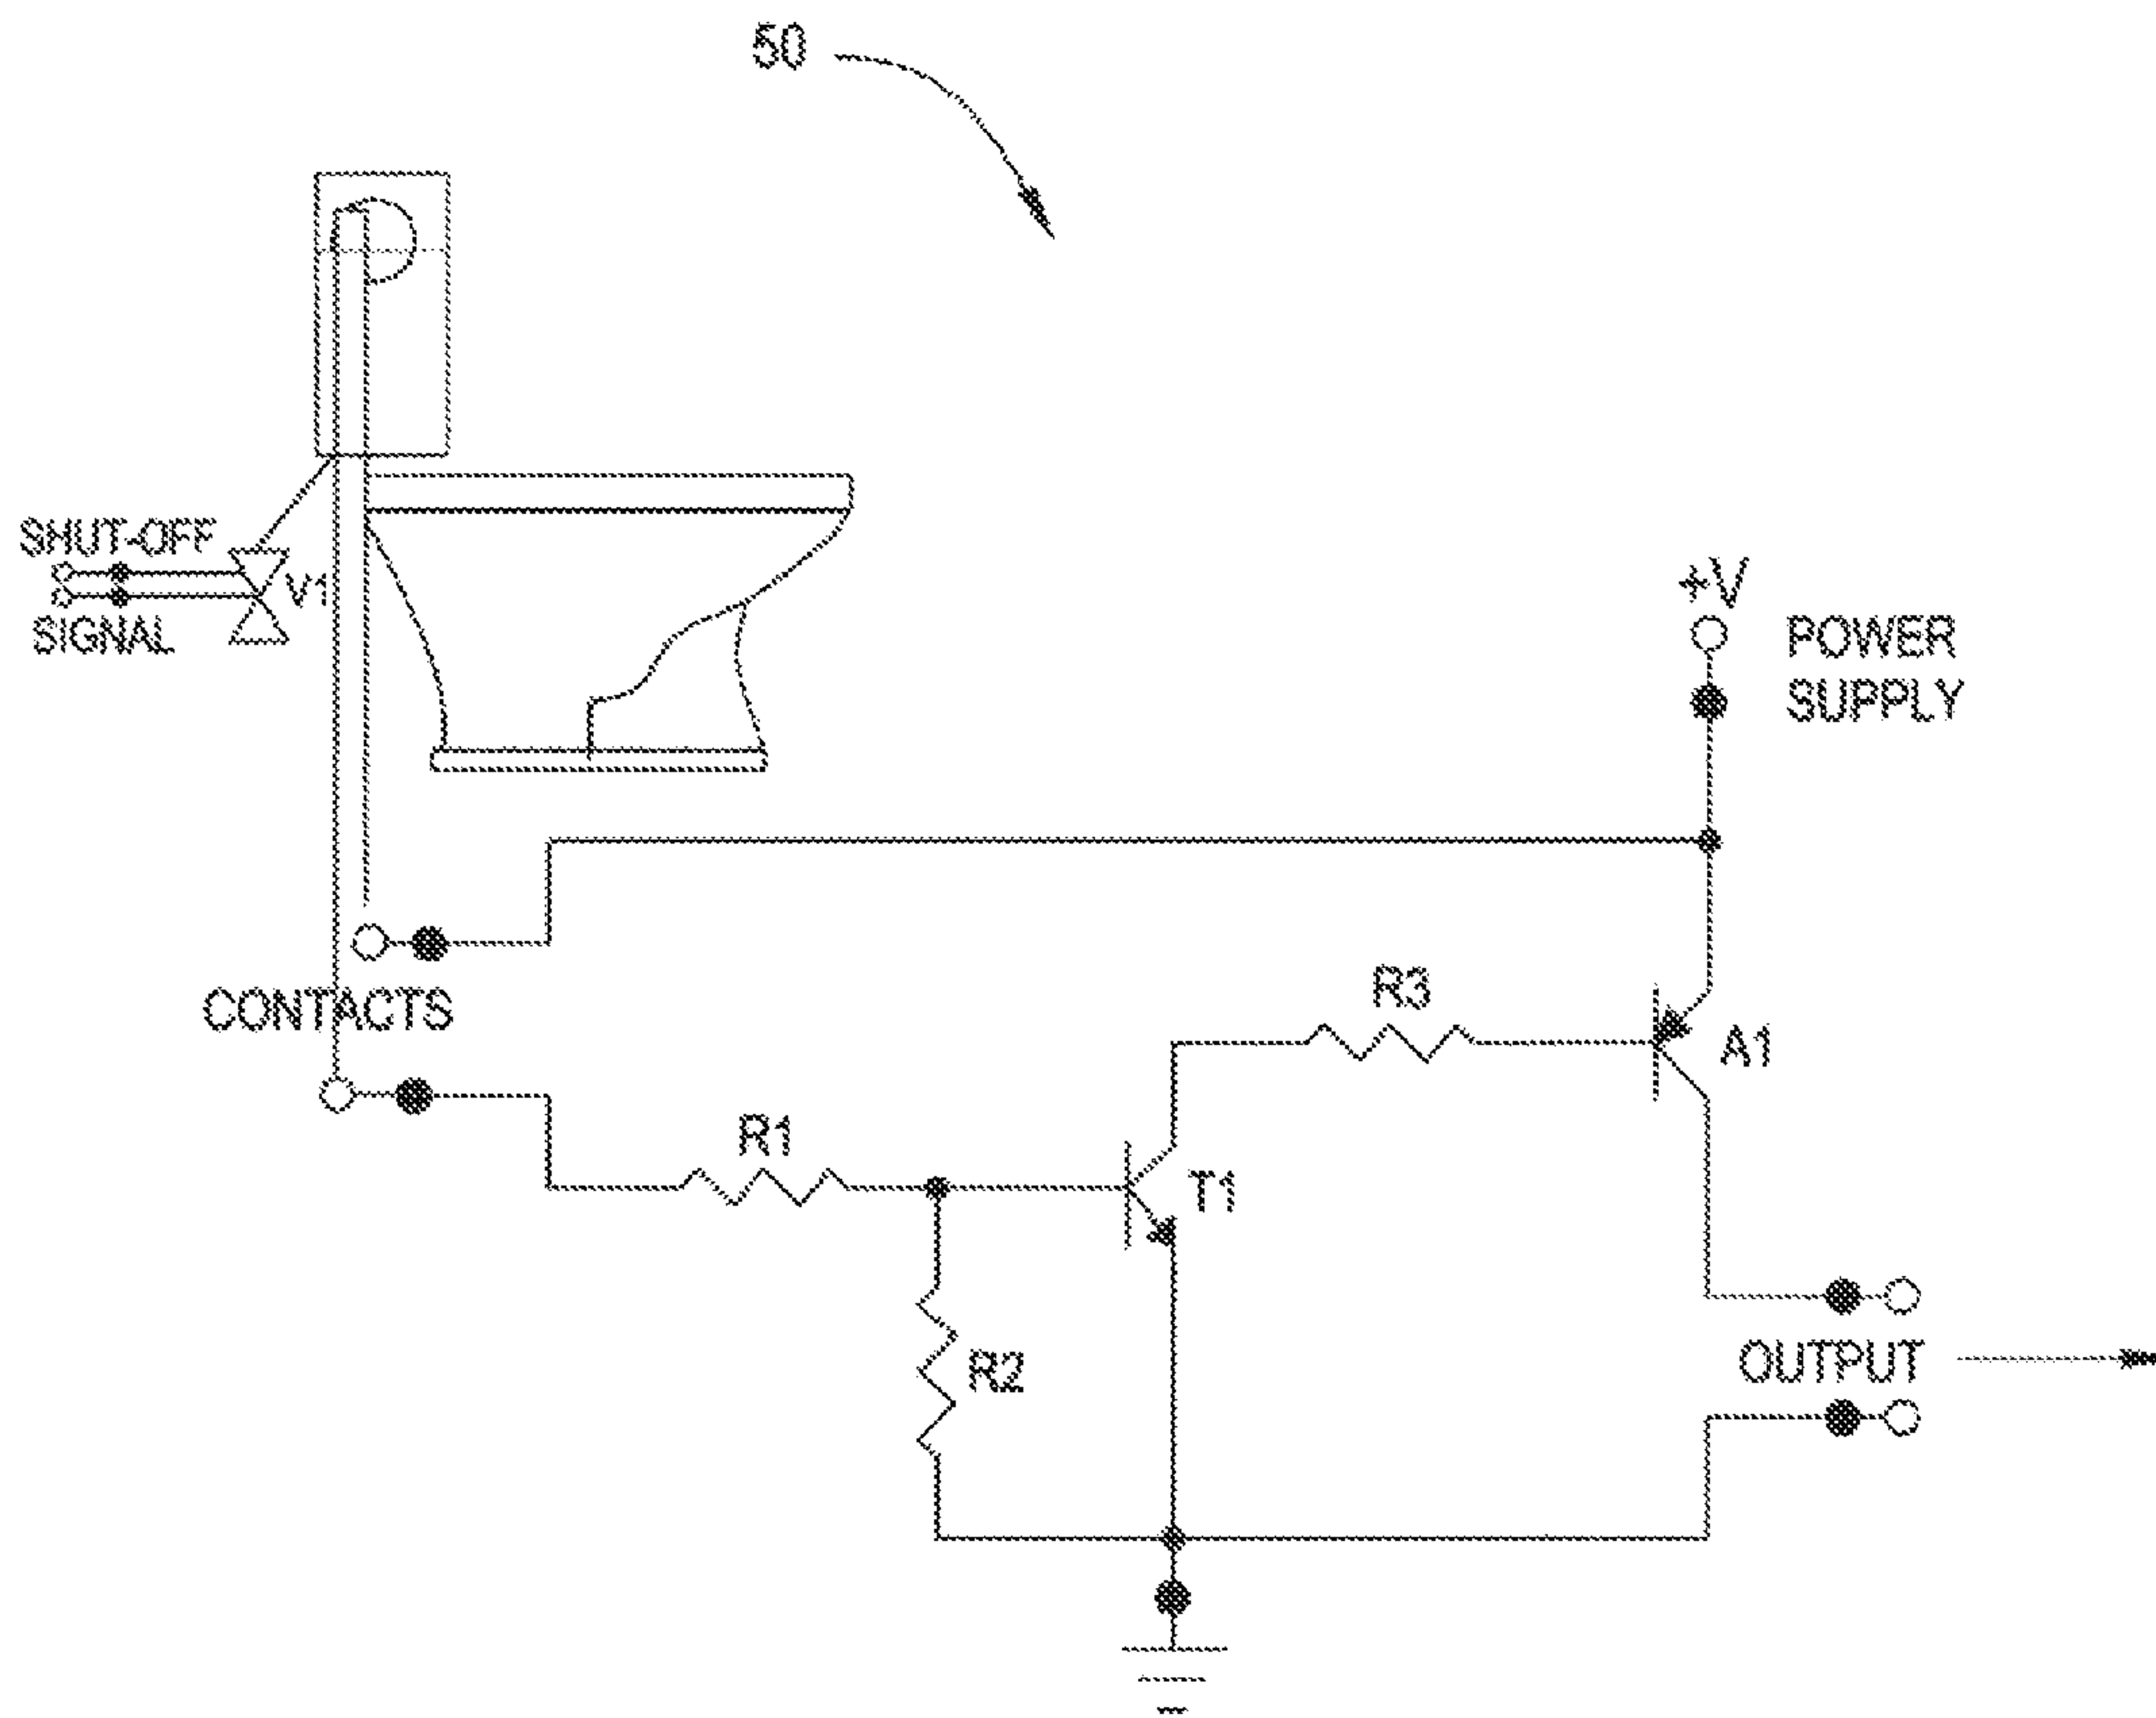 50
SHUT-OFF
V1
SIGNAL
+V
POWER
SUPPLY
CONTACTS
R3
A1
R1
T1
R2
OUTPUT